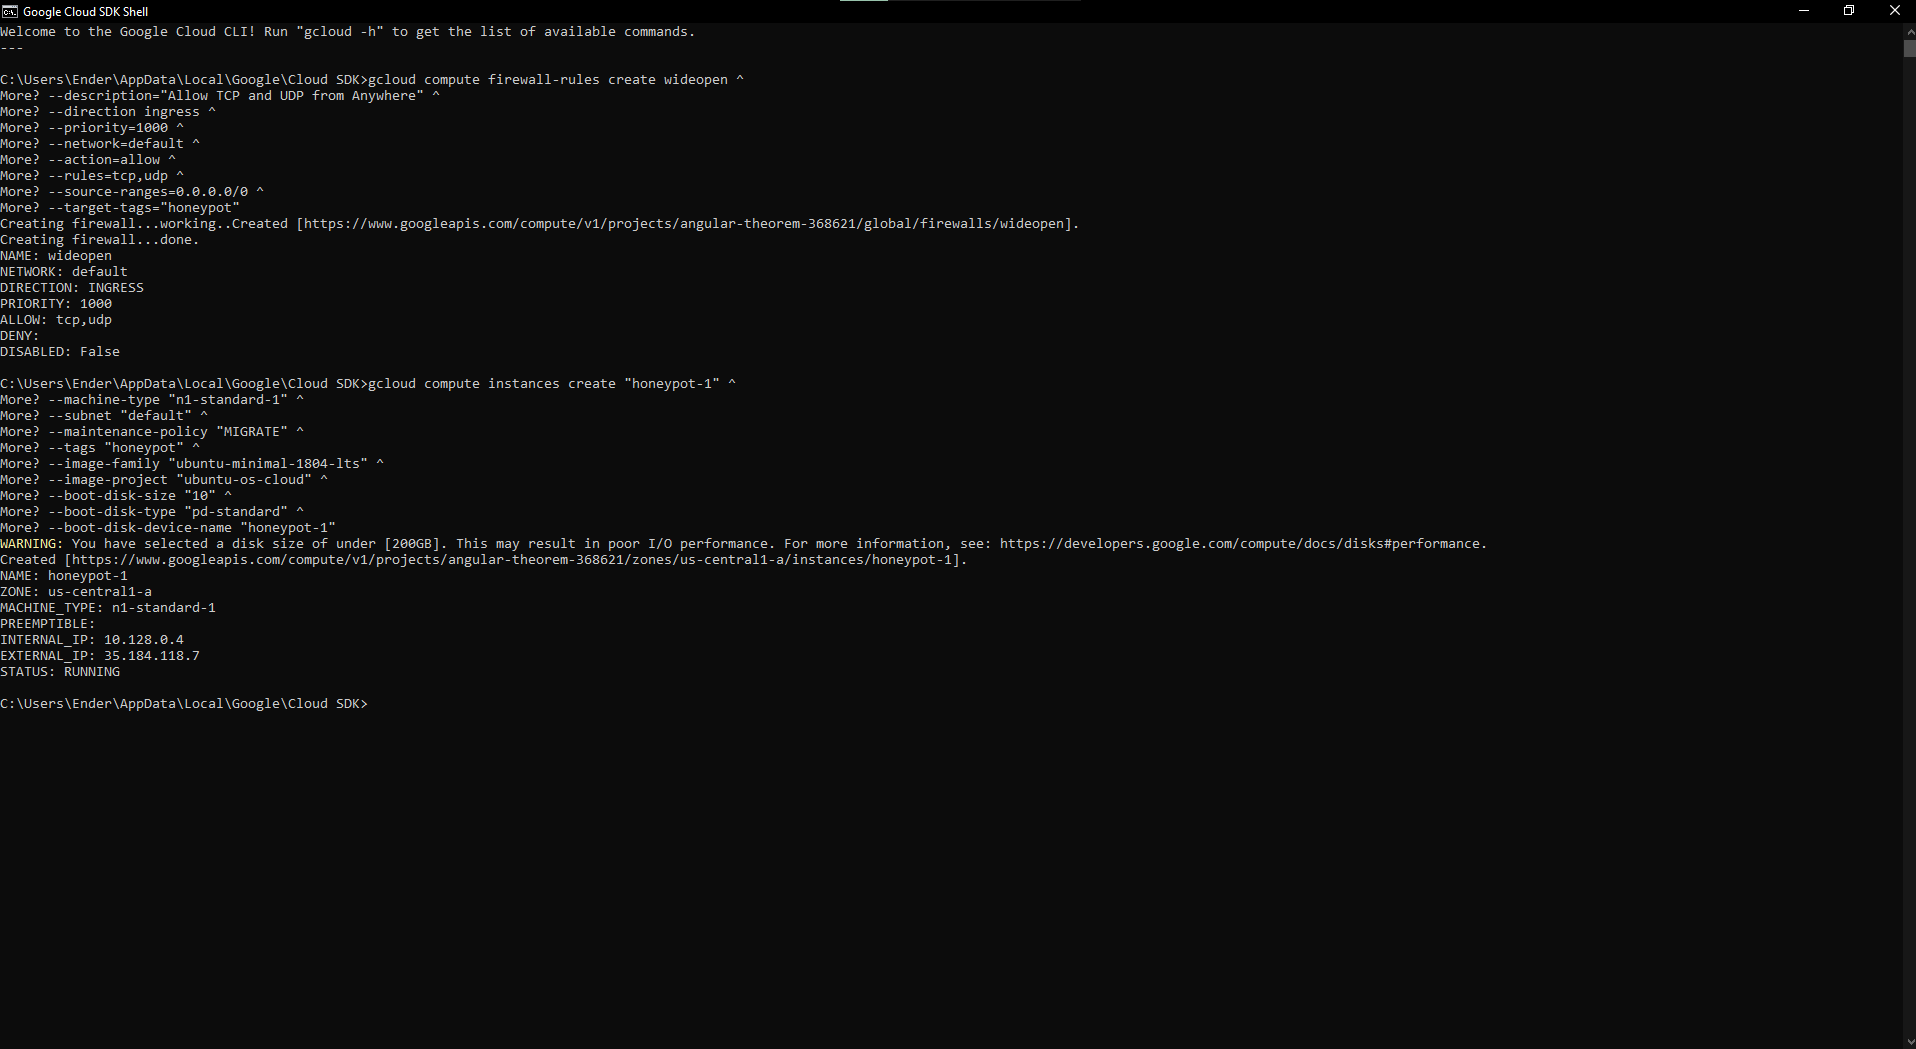 Google Cloud SDK Shell
Welcome to the Google Cloud CLI! Run "gcloud -h" to get the list of available commands.
---
C:\Users\Ender\AppData\Local\Google\Cloud SDK>gcloud compute firewall-rules create wideopen ^
More? --description="Allow TCP and UDP from Anywhere" ^
More? --direction ingress ^
More? --priority=1000 ^
More? --network=default ^
More? --action=allow ^
More? --rules=tcp,udp ^
More? --source-ranges=0.0.0.0/0 ^
More? --target-tags="honeypot"
Creating firewall...working..Created [https://www.googleapis.com/compute/v1/projects/angular-theorem-368621/global/firewalls/wideopen].
Creating firewall...done.
NAME: wideopen
NETWORK: default
DIRECTION: INGRESS
PRIORITY: 1000
ALLOW: tcp,udp
DENY:
DISABLED: False
C:\Users\Ender\AppData\Local\Google\Cloud SDK>gcloud compute instances create "honeypot-1" ^
More? --machine-type "n1-standard-1" ^
More? --subnet "default" ^
More? --maintenance-policy "MIGRATE" ^
More? --tags "honeypot" ^
More? --image-family "ubuntu-minimal-1804-lts" ^
More? --image-project "ubuntu-os-cloud" ^
More? --boot-disk-size "10" ^
More? --boot-disk-type "pd-standard" ^
More? --boot-disk-device-name "honeypot-1"
WARNING: You have selected a disk size of under [200GB]. This may result in poor I/O performance. For more information, see: https://developers.google.com/compute/docs/disks#performance.
Created [https://www.googleapis.com/compute/v1/projects/angular-theorem-368621/zones/us-central1-a/instances/honeypot-1].
NAME: honeypot-1
ZONE: us-central1-a
MACHINE_TYPE: n1-standard-1
PREEMPTIBLE:
INTERNAL_IP: 10.128.0.4
EXTERNAL_IP: 35.184.118.7
STATUS: RUNNING
C:\Users\Ender\AppData\Local\Google\Cloud SDK>